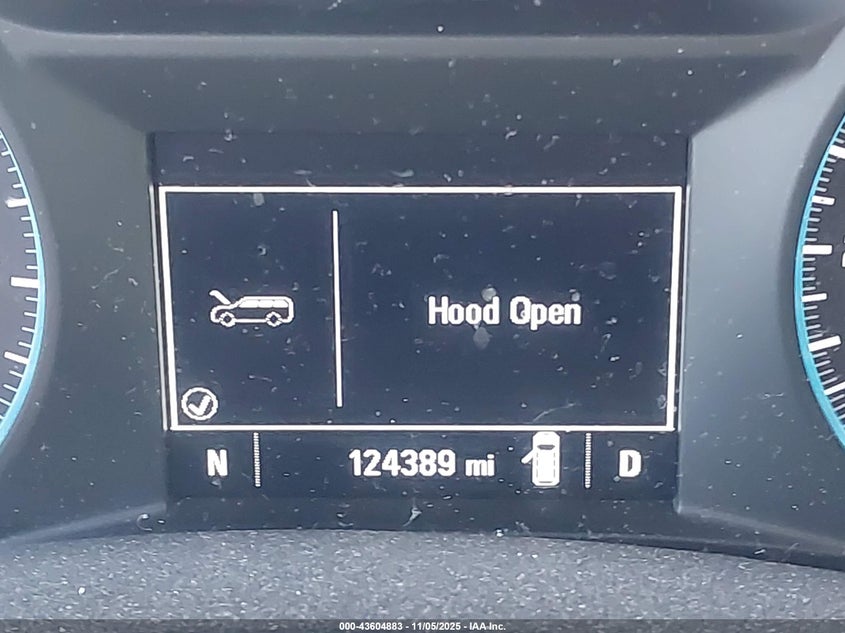 Hood Open
N 124389 mi D
000-43604883 - 11/05/2025 - IAA Inc.